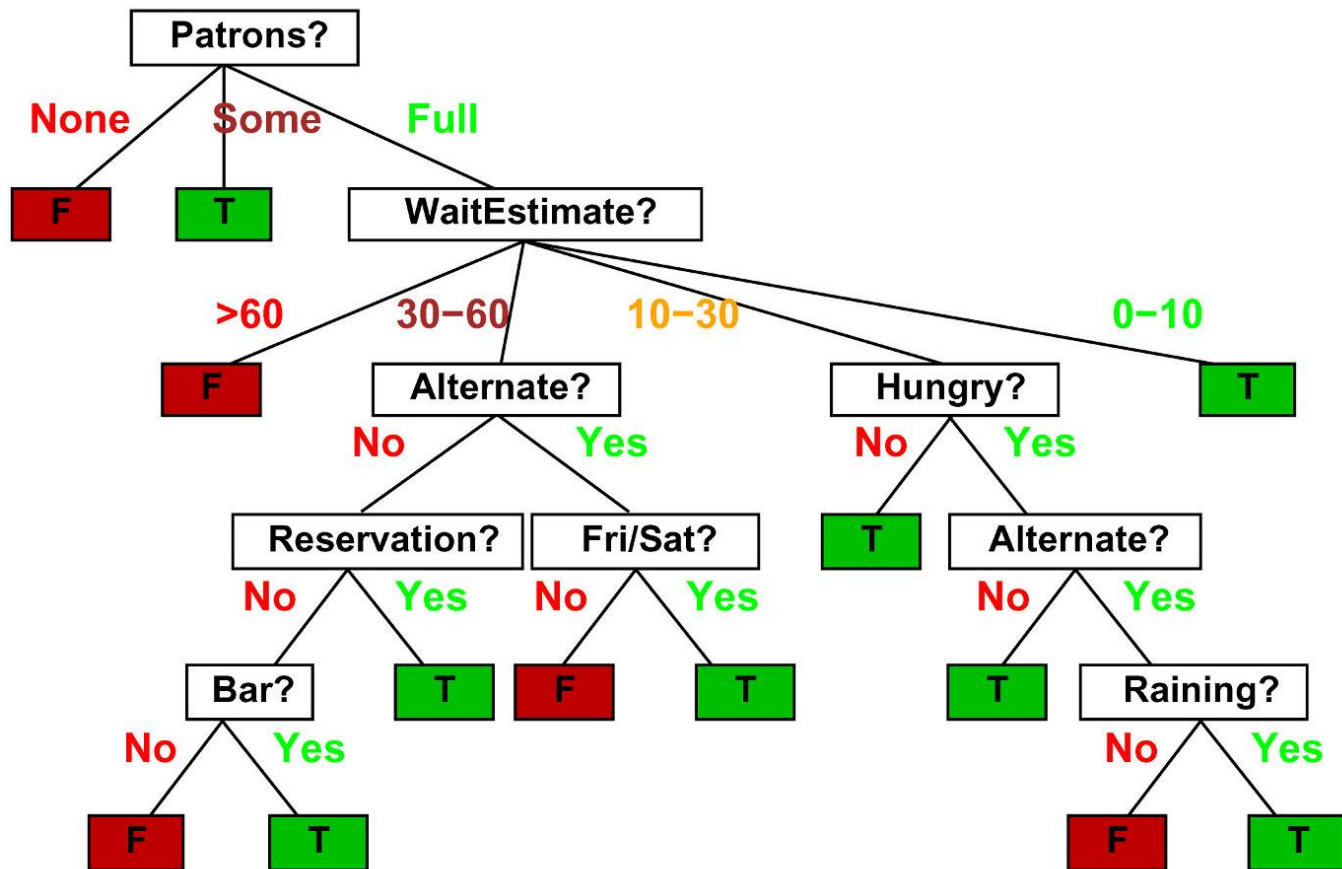 Patrons?
None Some Full
F T WaitEstimate?
>60 30−60 10−30 0−10
F Alternate? Hungry? T
No Yes No Yes
Reservation? Fri/Sat? T Alternate?
No Yes No Yes No Yes
Bar? T F T T Raining?
No Yes No Yes
F T F T